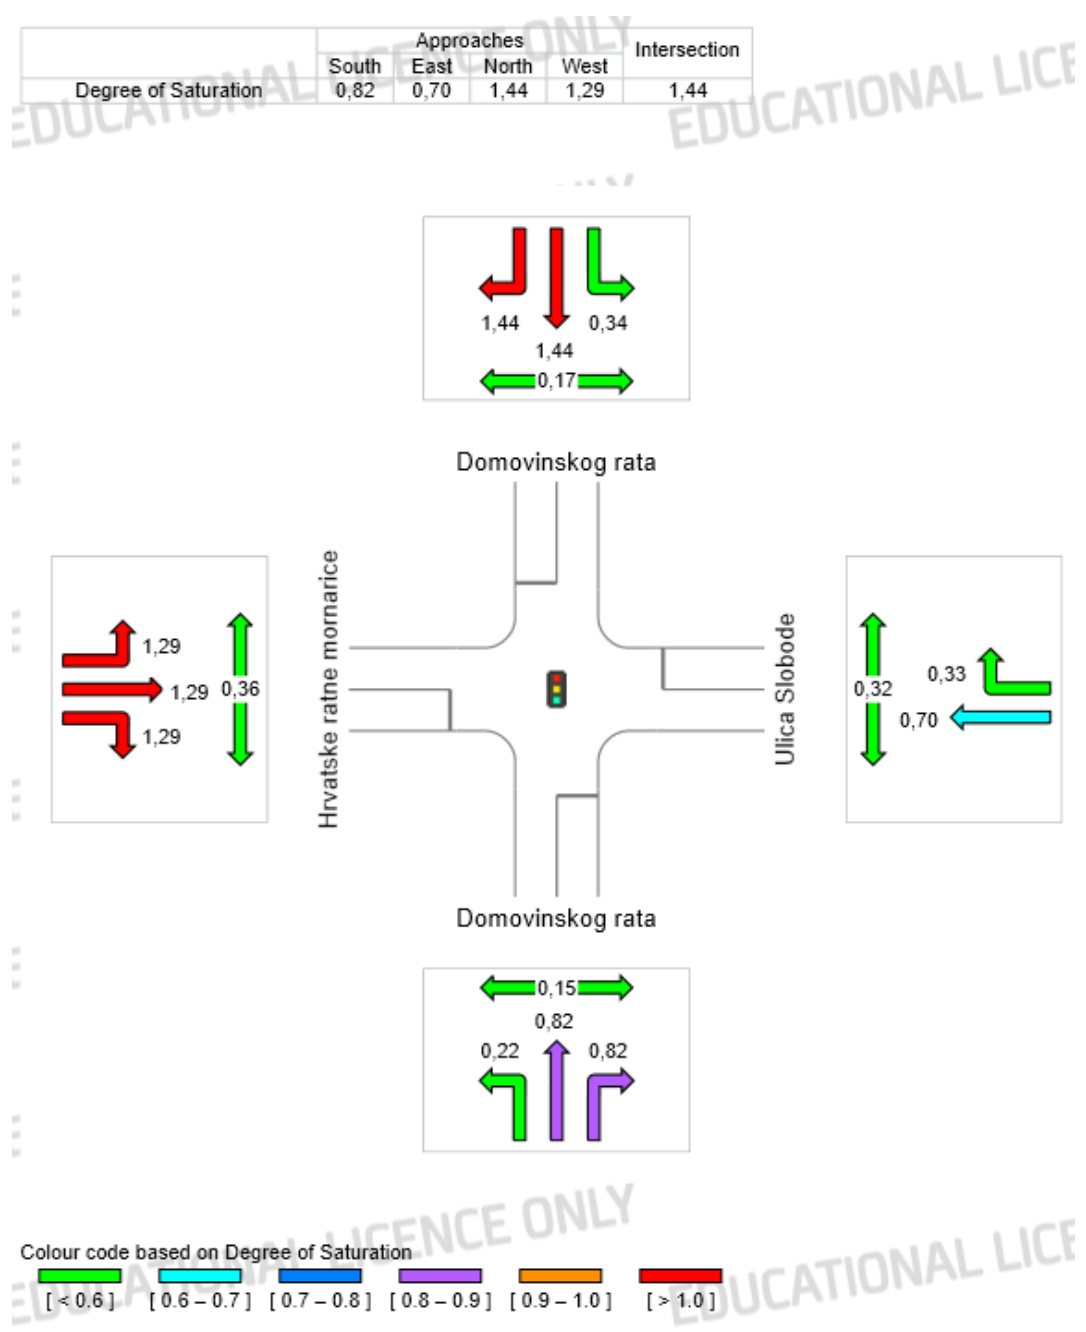 Approaches
South East North West Intersection
Degree of Saturation 0,82 0,70 1,44 1,29 1,44
EDUCATIONAL LICENCE ONLY
EDUCATIONAL LICE
1,44 0,34
1,44
0,17
Domovinskog rata
Hrvatske ratne mornarice
1,29
1,29 0,36
1,29
Ulica Slobode
0,32 0,33
0,70
Domovinskog rata
0,15
0,82
0,22 0,82
EDUCATIONAL LICENCE ONLY
EDUCATIONAL LICE
Colour code based on Degree of Saturation
[ < 0.6 ] [ 0.6 – 0.7 ] [ 0.7 – 0.8 ] [ 0.8 – 0.9 ] [ 0.9 – 1.0 ] [ > 1.0 ]